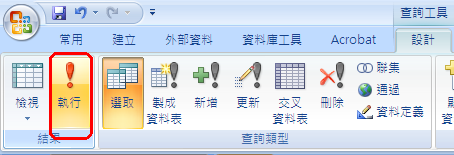 查詢工具
常用
建立
外部資料
資料庫工具
Acrobat
設計
檢視
執行
選取
製成
資料表
新增
更新
交叉
資料表
刪除
聯集
通過
資料定義
結果
查詢類型